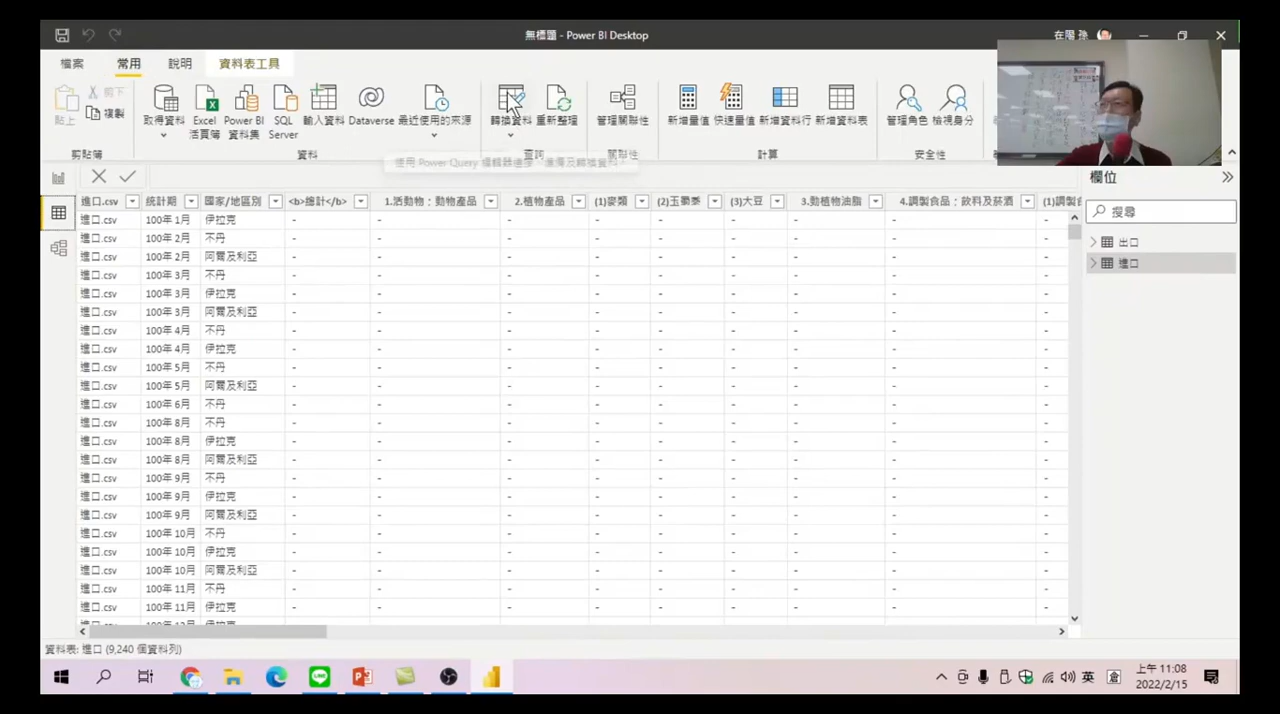 無標題 - Power BI Desktop
在陽 孫
檔案 常用 說明 資料表工具
貼上 剪下 複製 剪貼簿
取得資料 Excel 活頁簿 Power BI 資料集 SQL Server 輸入資料 Dataverse 最近使用的來源 資料
轉換資料 重新整理 查詢
管理關聯性 關聯性
新增量值 快速量值 新增資料行 新增資料表 計算
管理角色 檢視身分 安全性
欄位
搜尋
出口
進口
進口.csv 統計期 國家/地區別 <b>總計</b> 1.活動物；動物產品 2.植物產品 (1)麥類 (2)玉蜀黍 (3)大豆 3.動植物油脂 4.調製食品；飲料及菸酒 (1)調製食
進口.csv 100年 1月 伊拉克 - - - - - - - - -
進口.csv 100年 2月 不丹 - - - - - - - - -
進口.csv 100年 2月 阿爾及利亞 - - - - - - - - -
進口.csv 100年 3月 不丹 - - - - - - - - -
進口.csv 100年 3月 伊拉克 - - - - - - - - -
進口.csv 100年 3月 阿爾及利亞 - - - - - - - - -
進口.csv 100年 4月 不丹 - - - - - - - - -
進口.csv 100年 4月 伊拉克 - - - - - - - - -
進口.csv 100年 5月 不丹 - - - - - - - - -
進口.csv 100年 5月 阿爾及利亞 - - - - - - - - -
進口.csv 100年 6月 不丹 - - - - - - - - -
進口.csv 100年 8月 不丹 - - - - - - - - -
進口.csv 100年 8月 伊拉克 - - - - - - - - -
進口.csv 100年 8月 阿爾及利亞 - - - - - - - - -
進口.csv 100年 9月 不丹 - - - - - - - - -
進口.csv 100年 9月 伊拉克 - - - - - - - - -
進口.csv 100年 9月 阿爾及利亞 - - - - - - - - -
進口.csv 100年 10月 不丹 - - - - - - - - -
進口.csv 100年 10月 伊拉克 - - - - - - - - -
進口.csv 100年 10月 阿爾及利亞 - - - - - - - - -
進口.csv 100年 11月 不丹 - - - - - - - - -
進口.csv 100年 11月 伊拉克 - - - - - - - - -
資料表: 進口 (9,240 個資料列)
英 倉 上午 11:08
2022/2/15